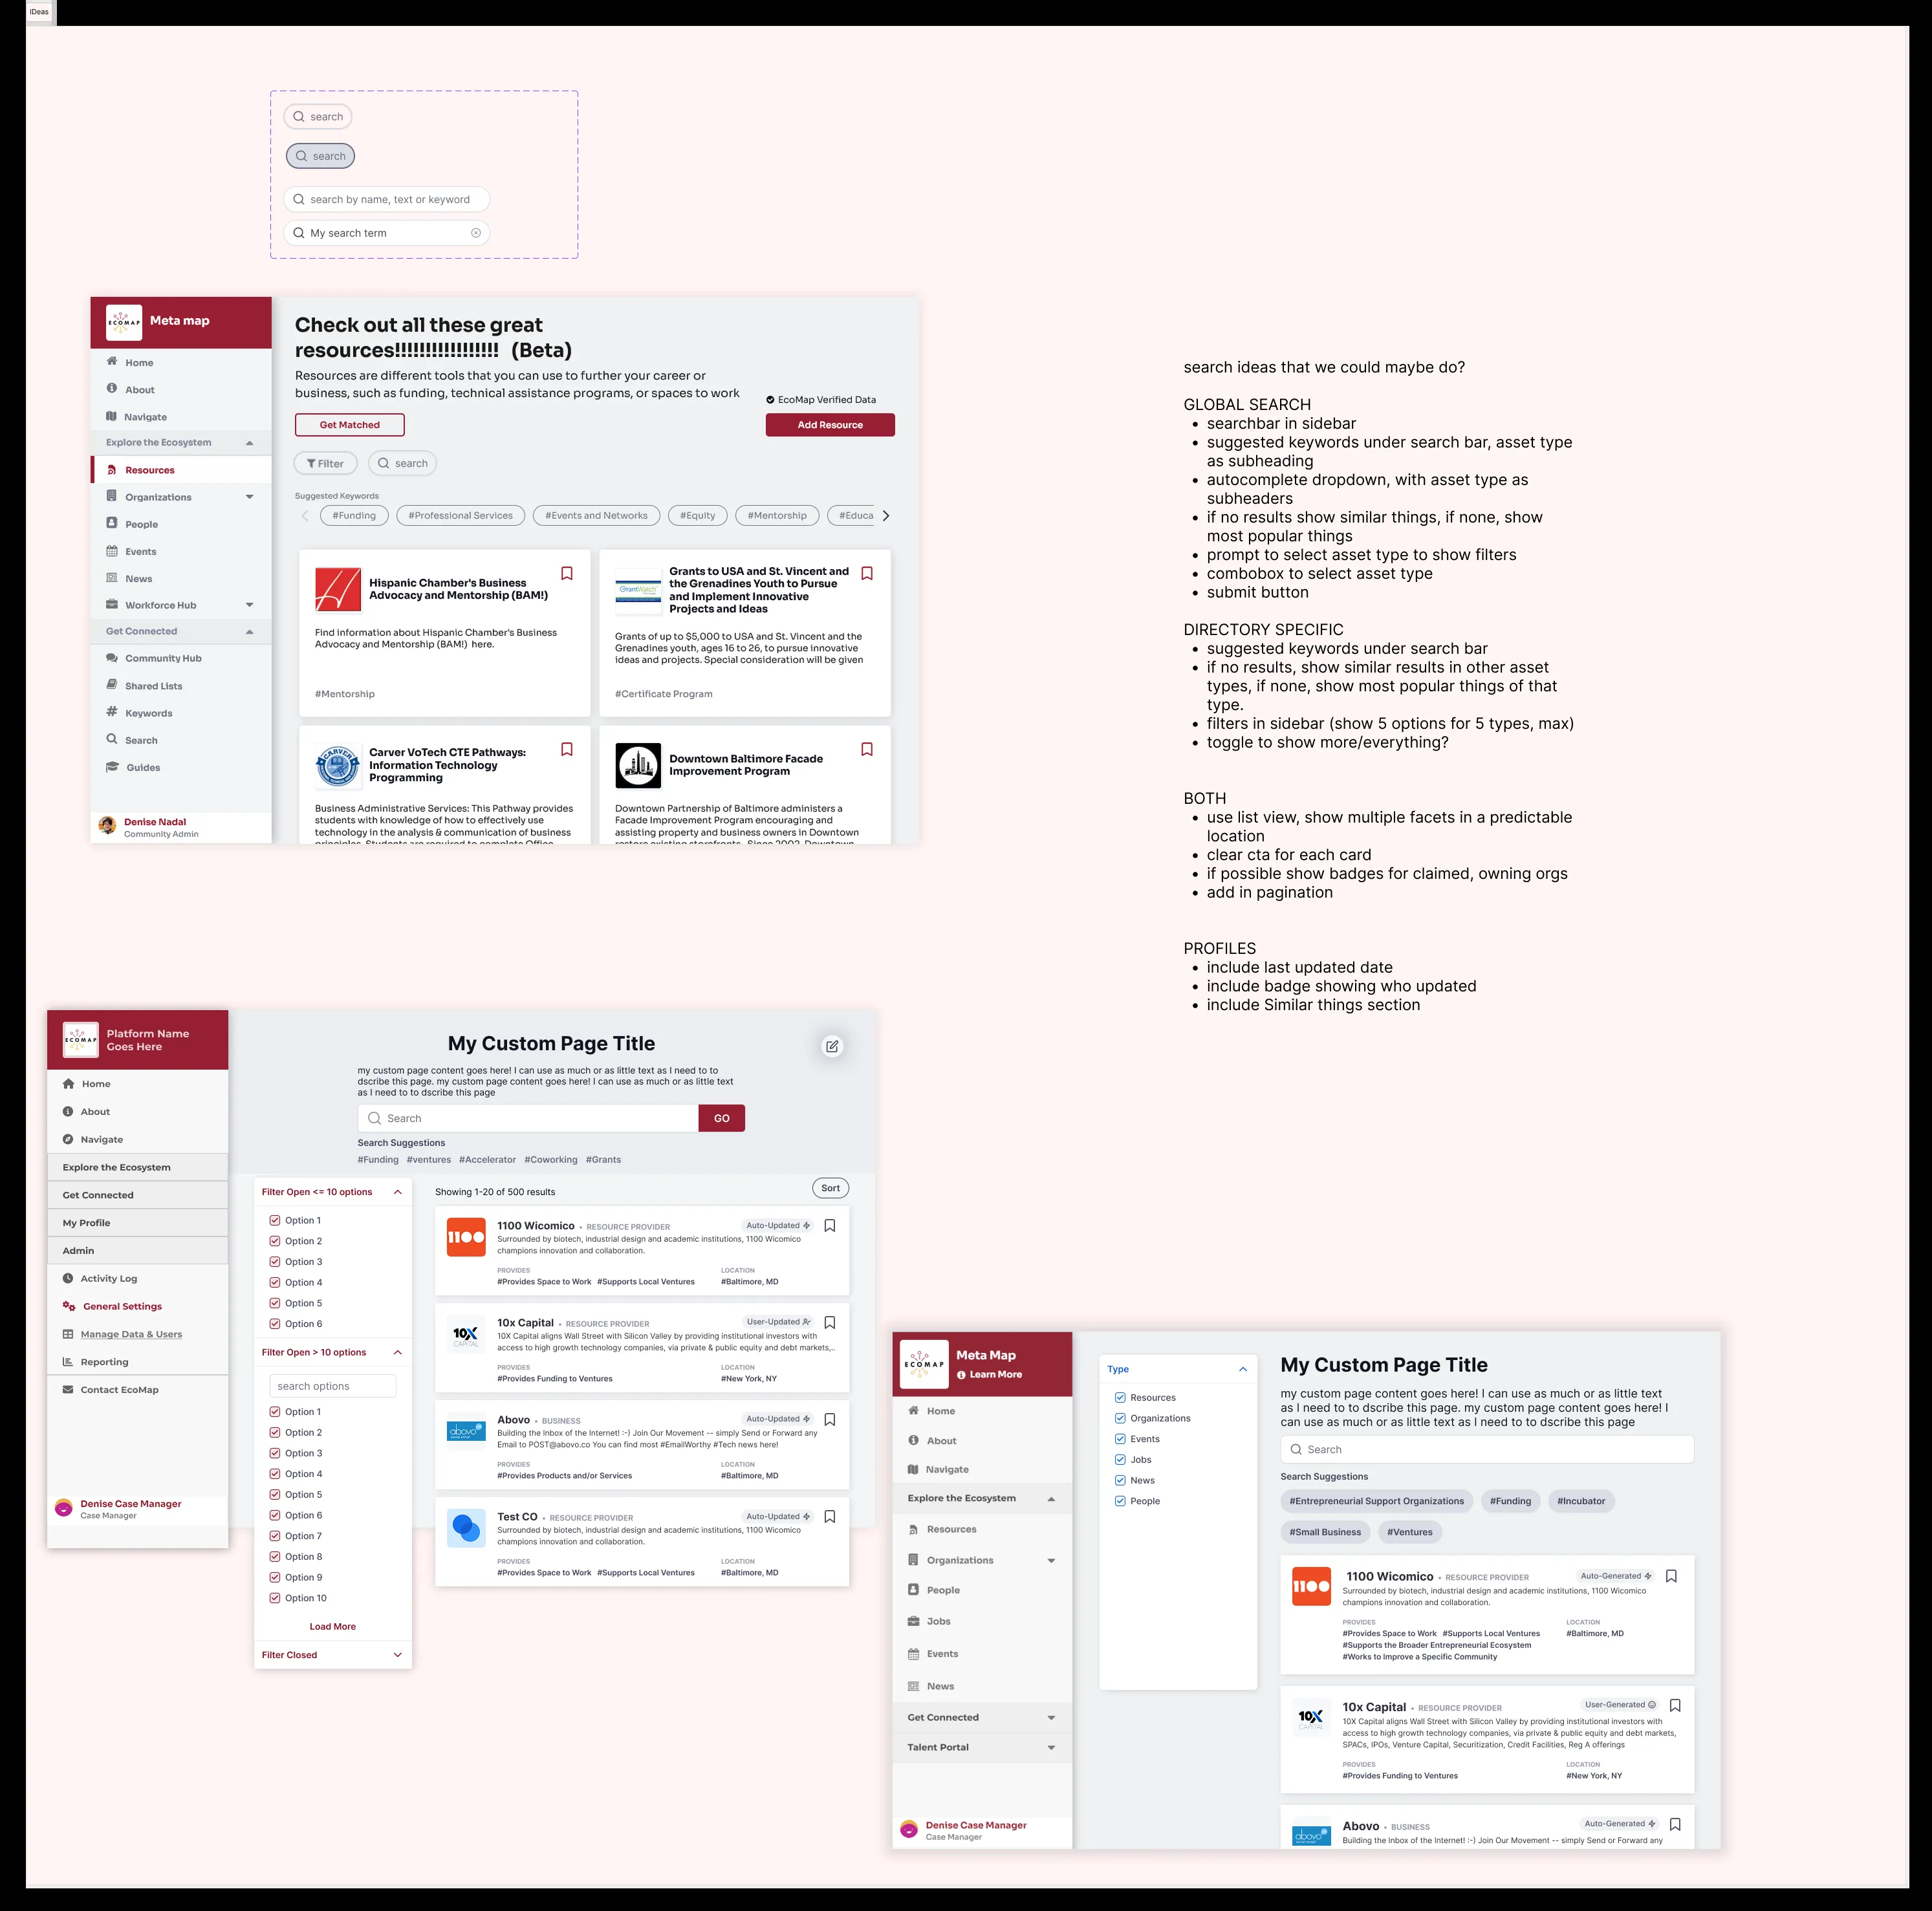 IDeas
search
search
search by name, text or keyword
My search term
ECOMAP
Meta map
Home
About
Navigate
Explore the Ecosystem
Resources
Organizations
People
Events
News
Workforce Hub
Get Connected
Community Hub
Shared Lists
Keywords
Search
Guides
Denise Nadal
Community Admin
Check out all these great
resources!!!!!!!!!!!!!!!!! (Beta)
Resources are different tools that you can use to further your career or
business, such as funding, technical assistance programs, or spaces to work
EcoMap Verified Data
Get Matched
Add Resource
Filter
search
Suggested Keywords
#Funding
#Professional Services
#Events and Networks
#Equity
#Mentorship
#Educa
Hispanic Chamber's Business
Advocacy and Mentorship (BAM!)
Find information about Hispanic Chamber's Business
Advocacy and Mentorship (BAM!) here.
#Mentorship
GrantWatch
Grants to USA and St. Vincent and
the Grenadines Youth to Pursue
and Implement Innovative
Projects and Ideas
Grants of up to $5,000 to USA and St. Vincent and the
Grenadines youth, ages 16 to 26, to pursue innovative
ideas and projects. Special consideration will be given
#Certificate Program
CARVER
Carver VoTech CTE Pathways:
Information Technology
Programming
Business Administrative Services: This Pathway provides
students with knowledge of how to effectively use
technology in the analysis & communication of business
principles. Students are required to complete Office
Downtown Baltimore Facade
Improvement Program
Downtown Partnership of Baltimore administers a
Facade Improvement Program encouraging and
assisting property and business owners in Downtown
restore existing storefronts. Since 2002, Downtown
search ideas that we could maybe do?
GLOBAL SEARCH
• searchbar in sidebar
• suggested keywords under search bar, asset type
as subheading
• autocomplete dropdown, with asset type as
subheaders
• if no results show similar things, if none, show
most popular things
• prompt to select asset type to show filters
• combobox to select asset type
• submit button
DIRECTORY SPECIFIC
• suggested keywords under search bar
• if no results, show similar results in other asset
types, if none, show most popular things of that
type.
• filters in sidebar (show 5 options for 5 types, max)
• toggle to show more/everything?
BOTH
• use list view, show multiple facets in a predictable
location
• clear cta for each card
• if possible show badges for claimed, owning orgs
• add in pagination
PROFILES
• include last updated date
• include badge showing who updated
• include Similar things section
ECOMAP
Platform Name
Goes Here
Home
About
Navigate
Explore the Ecosystem
Get Connected
My Profile
Admin
Activity Log
General Settings
Manage Data & Users
Reporting
Contact EcoMap
Denise Case Manager
Case Manager
My Custom Page Title
my custom page content goes here! I can use as much or as little text as I need to to
dscribe this page. my custom page content goes here! I can use as much or as little text
as I need to to dscribe this page
Search
GO
Search Suggestions
#Funding #ventures #Accelerator #Coworking #Grants
Filter Open <= 10 options
Option 1
Option 2
Option 3
Option 4
Option 5
Option 6
Filter Open > 10 options
search options
Option 1
Option 2
Option 3
Option 4
Option 5
Option 6
Option 7
Option 8
Option 9
Option 10
Load More
Filter Closed
Showing 1-20 of 500 results
Sort
1100
1100 Wicomico • RESOURCE PROVIDER
Auto-Updated
Surrounded by biotech, industrial design and academic institutions, 1100 Wicomico
champions innovation and collaboration.
PROVIDES
LOCATION
#Provides Space to Work #Supports Local Ventures
#Baltimore, MD
10X
CAPITAL
10x Capital • RESOURCE PROVIDER
User-Updated
10X Capital aligns Wall Street with Silicon Valley by providing institutional investors with
access to high growth technology companies, via private & public equity and debt markets,..
PROVIDES
LOCATION
#Provides Funding to Ventures
#New York, NY
abovo
Abovo • BUSINESS
Auto-Updated
Building the Inbox of the Internet! :-) Join Our Movement -- simply Send or Forward any
Email to POST@abovo.co You can find most #EmailWorthy #Tech news here!
PROVIDES
LOCATION
#Provides Products and/or Services
#Baltimore, MD
Test CO • RESOURCE PROVIDER
Auto-Updated
Surrounded by biotech, industrial design and academic institutions, 1100 Wicomico
champions innovation and collaboration.
PROVIDES
LOCATION
#Provides Space to Work #Supports Local Ventures
#Baltimore, MD
ECOMAP
Meta Map
Learn More
Home
About
Navigate
Explore the Ecosystem
Resources
Organizations
People
Jobs
Events
News
Get Connected
Talent Portal
Denise Case Manager
Case Manager
Type
Resources
Organizations
Events
Jobs
News
People
My Custom Page Title
my custom page content goes here! I can use as much or as little text
as I need to to dscribe this page. my custom page content goes here! I
can use as much or as little text as I need to to dscribe this page
Search
Search Suggestions
#Entrepreneurial Support Organizations
#Funding
#Incubator
#Small Business
#Ventures
1100
1100 Wicomico • RESOURCE PROVIDER
Auto-Generated
Surrounded by biotech, industrial design and academic institutions, 1100 Wicomico
champions innovation and collaboration.
PROVIDES
LOCATION
#Provides Space to Work #Supports Local Ventures
#Baltimore, MD
#Supports the Broader Entrepreneurial Ecosystem
#Works to Improve a Specific Community
10X
CAPITAL
10x Capital • RESOURCE PROVIDER
User-Generated
10X Capital aligns Wall Street with Silicon Valley by providing institutional investors with
access to high growth technology companies, via private & public equity and debt markets,
SPACs, IPOs, Venture Capital, Securitization, Credit Facilities, Reg A offerings
PROVIDES
LOCATION
#Provides Funding to Ventures
#New York, NY
abovo
Abovo • BUSINESS
Auto-Generated
Building the Inbox of the Internet! :-) Join Our Movement -- simply Send or Forward any